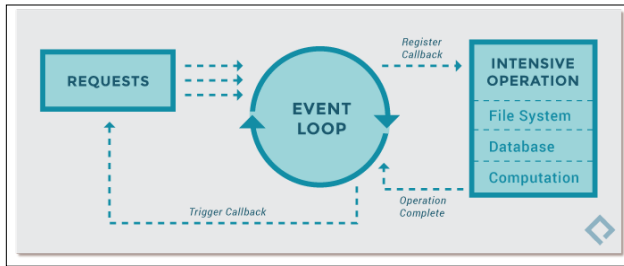 REQUESTS
EVENT
LOOP
Register
Callback
INTENSIVE
OPERATION
File System
Database
Computation
Operation
Complete
Trigger Callback